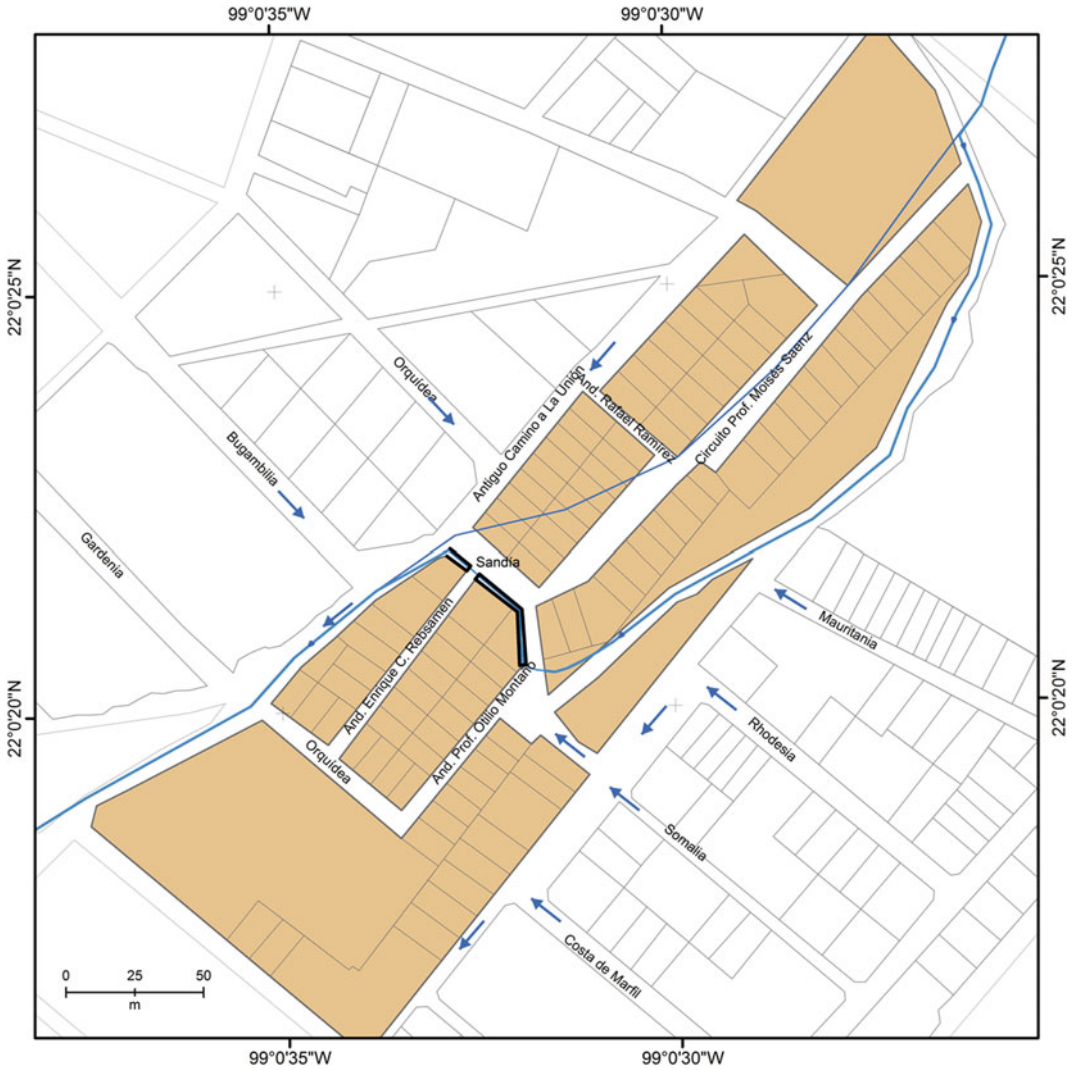 99°0'35"W
99°0'30"W
22°0'25"N
22°0'25"N
Orquidea
And. Rafael Ramirez
Circuito Prof. Moisés Saenz
Antiguo Camino a La Unión
Bugambilia
Gardenia
Sandía
Mauritania
And. Enrique C. Rebsamen
And. Prof. Otilio Montaño
22°0'20"N
22°0'20"N
Rhodesia
Orquidea
Somalia
Costa de Marfil
0 25 50
m
99°0'35"W
99°0'30"W